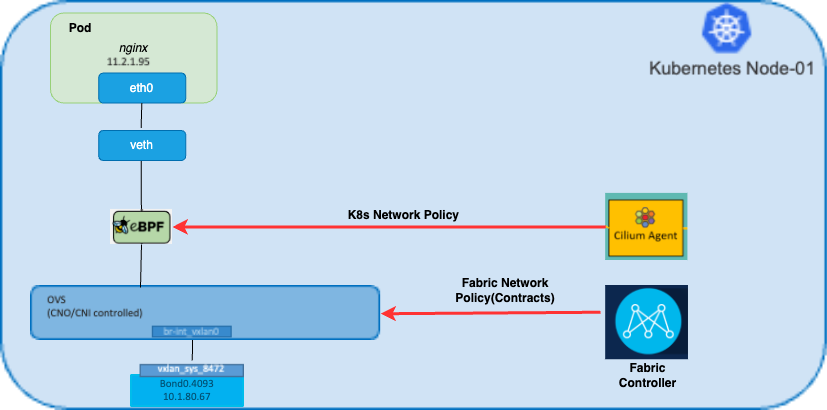 Pod
nginx
11.2.1.95
eth0
Kubernetes Node-01
veth
eBPF
K8s Network Policy
Cilium Agent
Fabric Network
Policy(Contracts)
OVS
(CNO/CNI controlled)
br-int_vxlan0
vxlan_sys_8472
Bond0.4093
10.1.80.67
Fabric
Controller